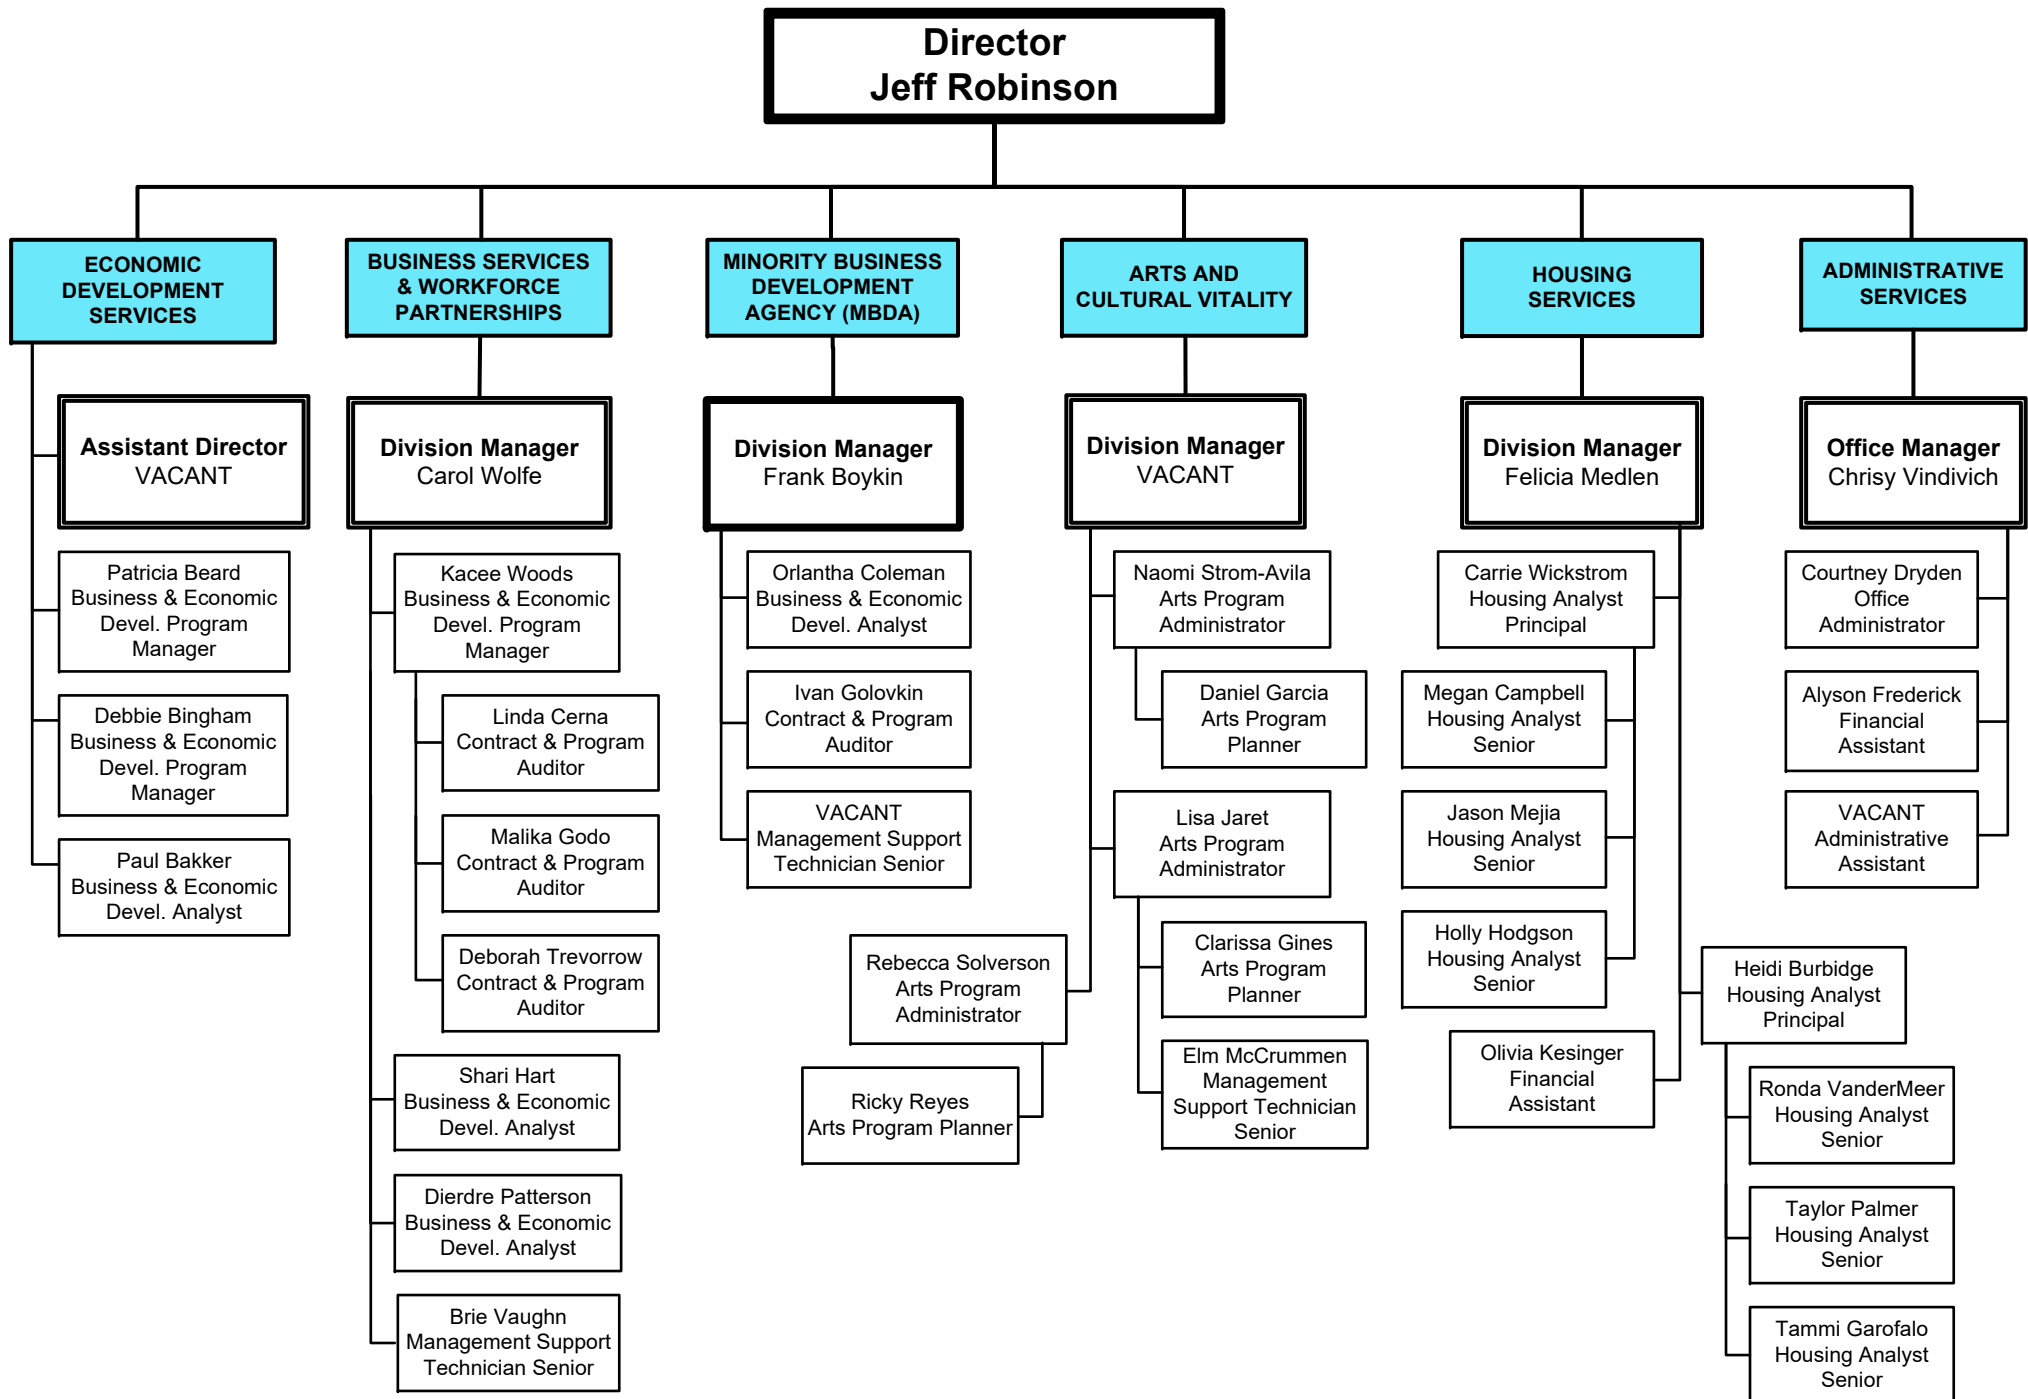 Director
Jeff Robinson
ECONOMIC
DEVELOPMENT
SERVICES
BUSINESS SERVICES
& WORKFORCE
PARTNERSHIPS
MINORITY BUSINESS
DEVELOPMENT
AGENCY (MBDA)
ARTS AND
CULTURAL VITALITY
HOUSING
SERVICES
ADMINISTRATIVE
SERVICES
Assistant Director
VACANT
Patricia Beard
Business & Economic
Devel. Program
Manager
Debbie Bingham
Business & Economic
Devel. Program
Manager
Paul Bakker
Business & Economic
Devel. Analyst
Division Manager
Carol Wolfe
Kacee Woods
Business & Economic
Devel. Program
Manager
Linda Cerna
Contract & Program
Auditor
Malika Godo
Contract & Program
Auditor
Deborah Trevorrow
Contract & Program
Auditor
Shari Hart
Business & Economic
Devel. Analyst
Dierdre Patterson
Business & Economic
Devel. Analyst
Brie Vaughn
Management Support
Technician Senior
Division Manager
Frank Boykin
Orlantha Coleman
Business & Economic
Devel. Analyst
Ivan Golovkin
Contract & Program
Auditor
VACANT
Management Support
Technician Senior
Division Manager
VACANT
Naomi Strom-Avila
Arts Program
Administrator
Daniel Garcia
Arts Program
Planner
Lisa Jaret
Arts Program
Administrator
Clarissa Gines
Arts Program
Planner
Elm McCrummen
Management
Support Technician
Senior
Rebecca Solverson
Arts Program
Administrator
Ricky Reyes
Arts Program Planner
Division Manager
Felicia Medlen
Carrie Wickstrom
Housing Analyst
Principal
Megan Campbell
Housing Analyst
Senior
Jason Mejia
Housing Analyst
Senior
Holly Hodgson
Housing Analyst
Senior
Olivia Kesinger
Financial
Assistant
Heidi Burbidge
Housing Analyst
Principal
Ronda VanderMeer
Housing Analyst
Senior
Taylor Palmer
Housing Analyst
Senior
Tammi Garofalo
Housing Analyst
Senior
Office Manager
Chrisy Vindivich
Courtney Dryden
Office
Administrator
Alyson Frederick
Financial
Assistant
VACANT
Administrative
Assistant